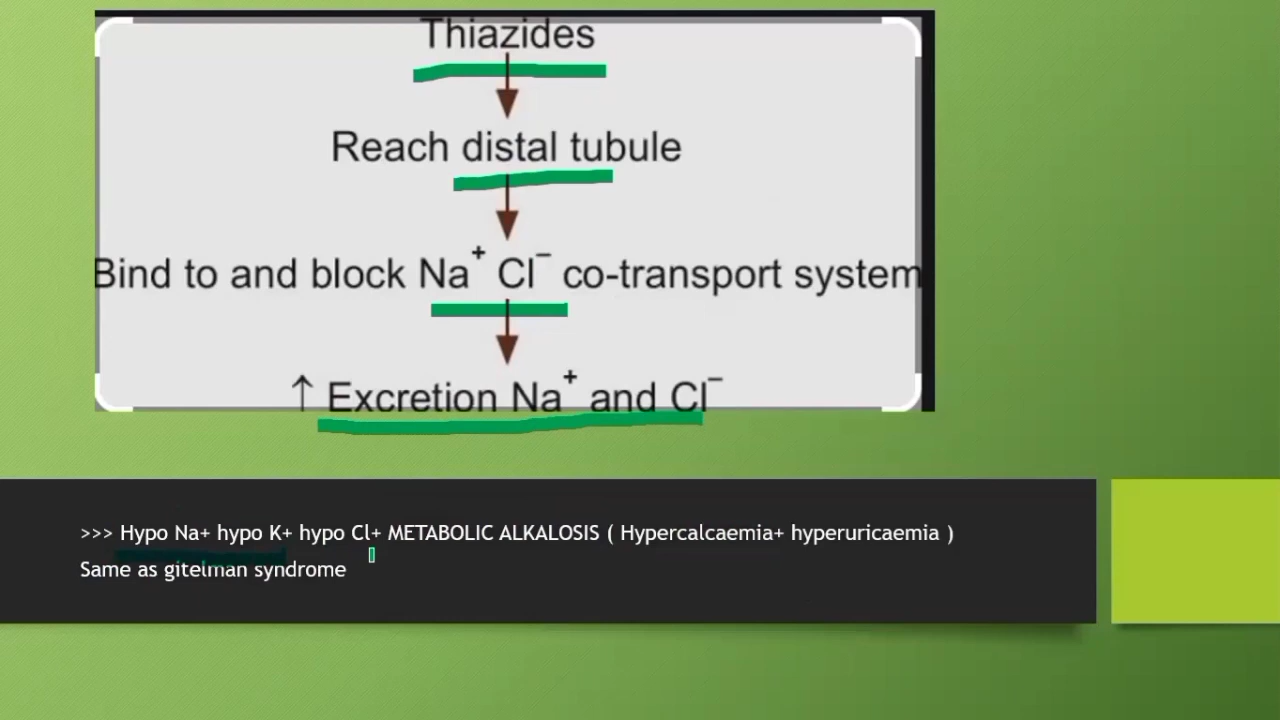 Thiazides
Reach distal tubule
Bind to and block Na⁺ Cl⁻ co-transport system
↑ Excretion Na⁺ and Cl⁻
>>> Hypo Na+ hypo K+ hypo Cl+ METABOLIC ALKALOSIS ( Hypercalcaemia+ hyperuricaemia )
Same as gitelman syndrome